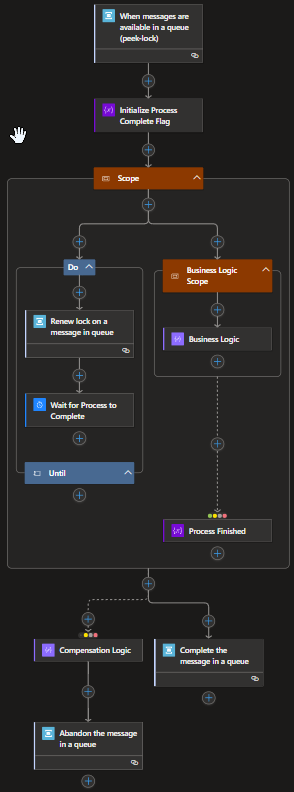 When messages are
available in a queue
(peek-lock)
Initialize Process
Complete Flag
Scope
Do
Business Logic
Scope
Renew lock on a
message in queue
Business Logic
Wait for Process to
Complete
Until
Process Finished
Compensation Logic
Complete the
message in a queue
Abandon the message
in a queue